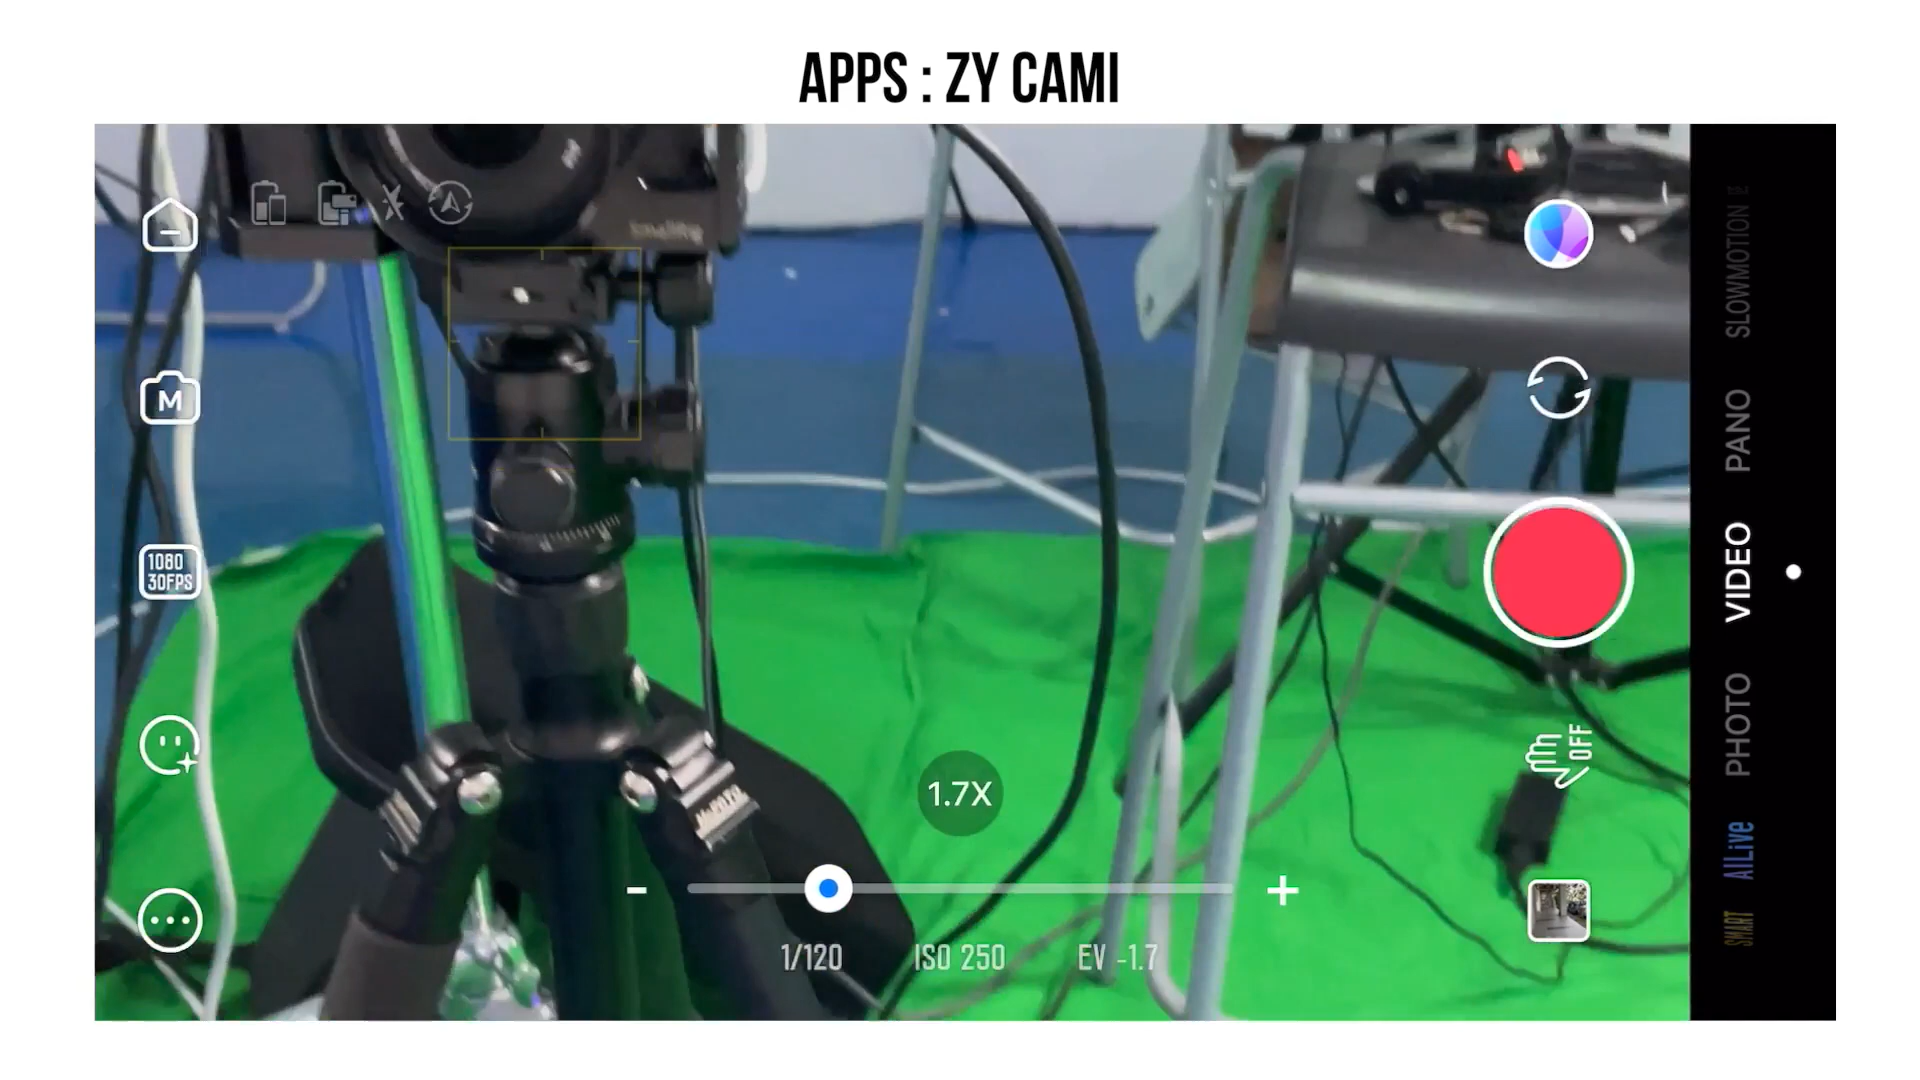 APPS : ZY CAMI
M
1080
30FPS
1.7X
-
+
1/120 ISO 250 EV -1.7
OFF
SLOWMOTION
PANO
VIDEO
PHOTO
AILive
SMART